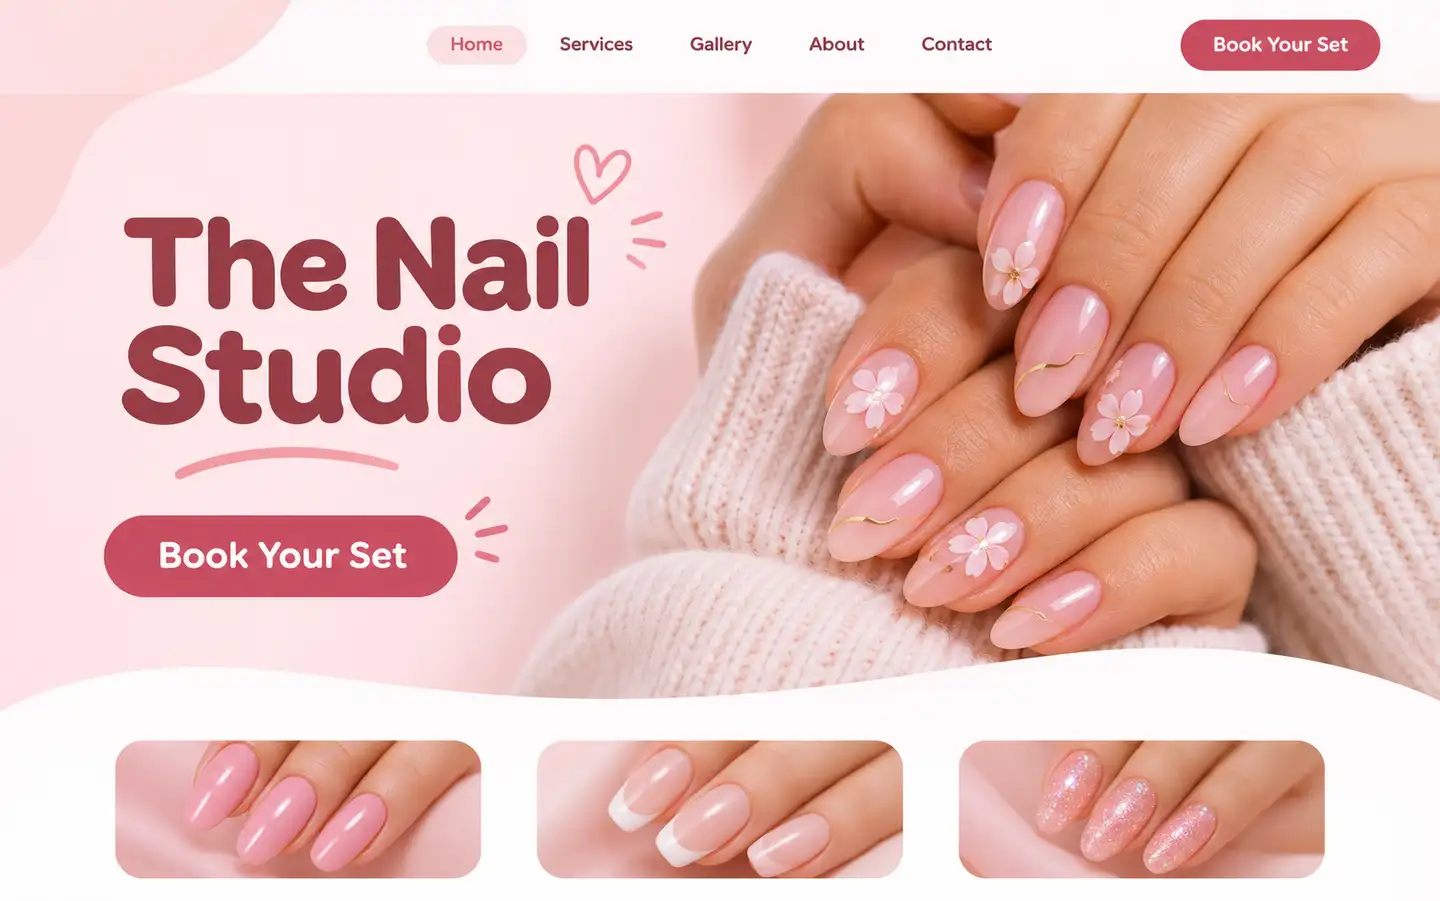 Home
Services
Gallery
About
Contact
Book Your Set
The Nail
Studio
Book Your Set